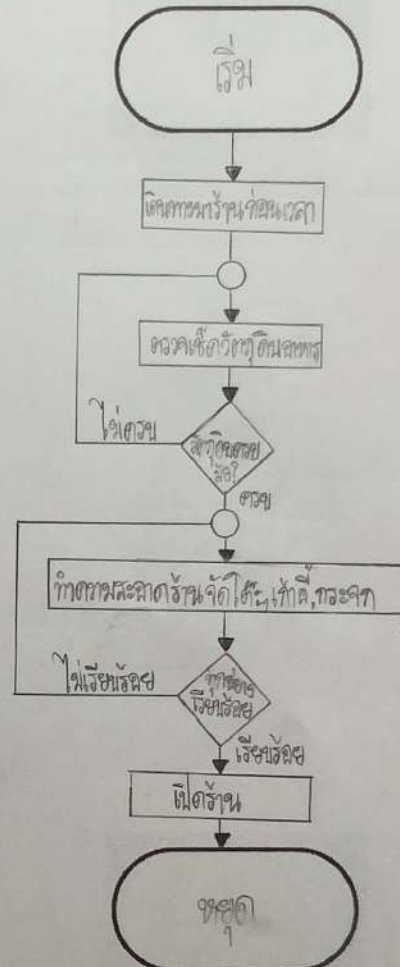 เริ่ม
เดินทางมาร้านก่อนเวลา
ตรวจเช็ควัตถุดิบอาหาร
ไม่ครบ
วัตถุดิบครบ
มั้ย?
ครบ
ทำความสะอาดร้านจัดโต๊ะ,เก้าอี้,กระจก
ไม่เรียบร้อย
ทุกอย่าง
เรียบร้อย
เรียบร้อย
เปิดร้าน
หยุด